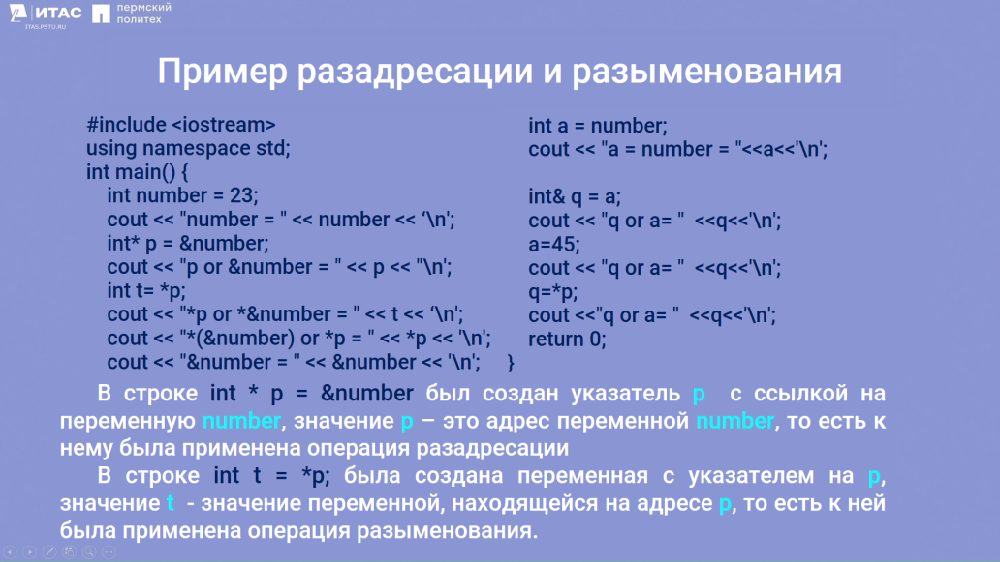 ИТАС
ITAS.PSTU.RU
пермский
политех
Пример разадресации и разыменования
#include <iostream>
using namespace std;
int main() {
int number = 23;
cout << "number = " << number << ‘\n';
int* p = &number;
cout << "p or &number = " << p << "\n';
int t= *p;
cout << "*p or *&number = " << t << ‘\n';
cout << "*(&number) or *p = " << *p << '\n';
cout << "&number = " << &number << '\n'; }
int a = number;
cout << "a = number = "<<a<<'\n';
int& q = a;
cout << "q or a= " <<q<<'\n';
a=45;
cout << "q or a= " <<q<<'\n';
q=*p;
cout <<"q or a= " <<q<<'\n';
return 0;
В строке int * p = &number был создан указатель p с ссылкой на
переменную number, значение p – это адрес переменной number, то есть к
нему была применена операция разадресации
В строке int t = *p; была создана переменная с указателем на p,
значение t - значение переменной, находящейся на адресе p, то есть к ней
была применена операция разыменования.